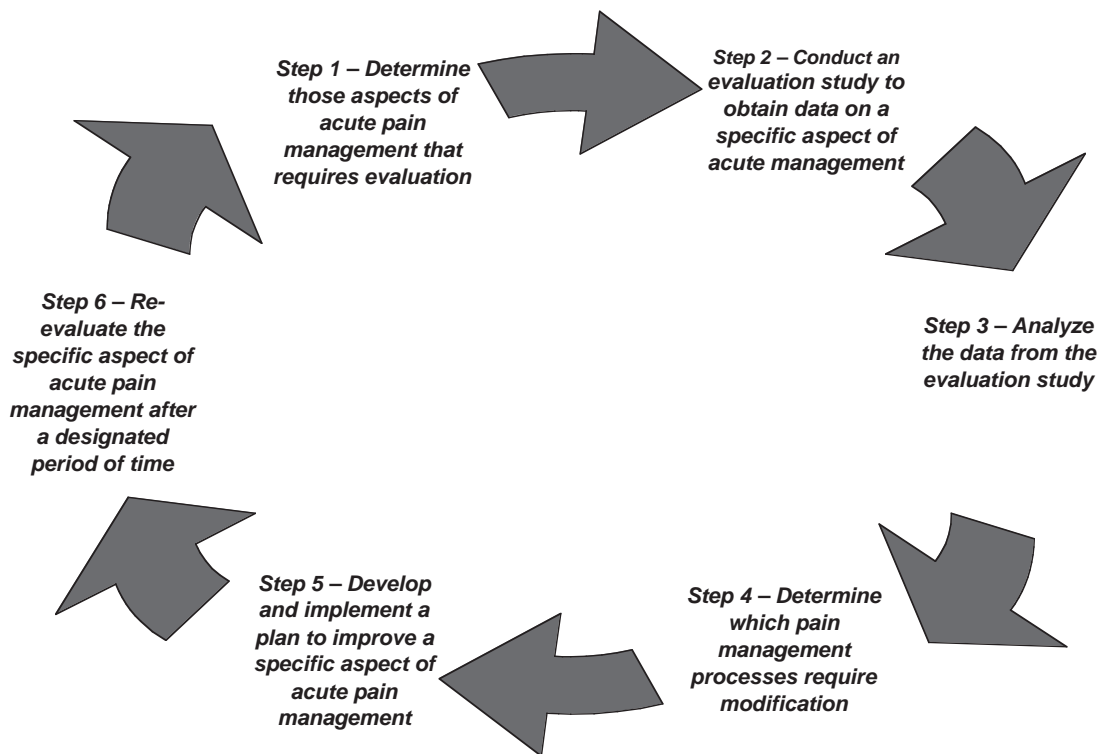 Step 1 – Determine
those aspects of
acute pain
management that
requires evaluation
Step 2 – Conduct an
evaluation study to
obtain data on a
specific aspect of
acute management
Step 3 – Analyze
the data from the
evaluation study
Step 4 – Determine
which pain
management
processes require
modification
Step 5 – Develop
and implement a
plan to improve a
specific aspect of
acute pain
management
Step 6 – Re-
evaluate the
specific aspect of
acute pain
management after
a designated
period of time